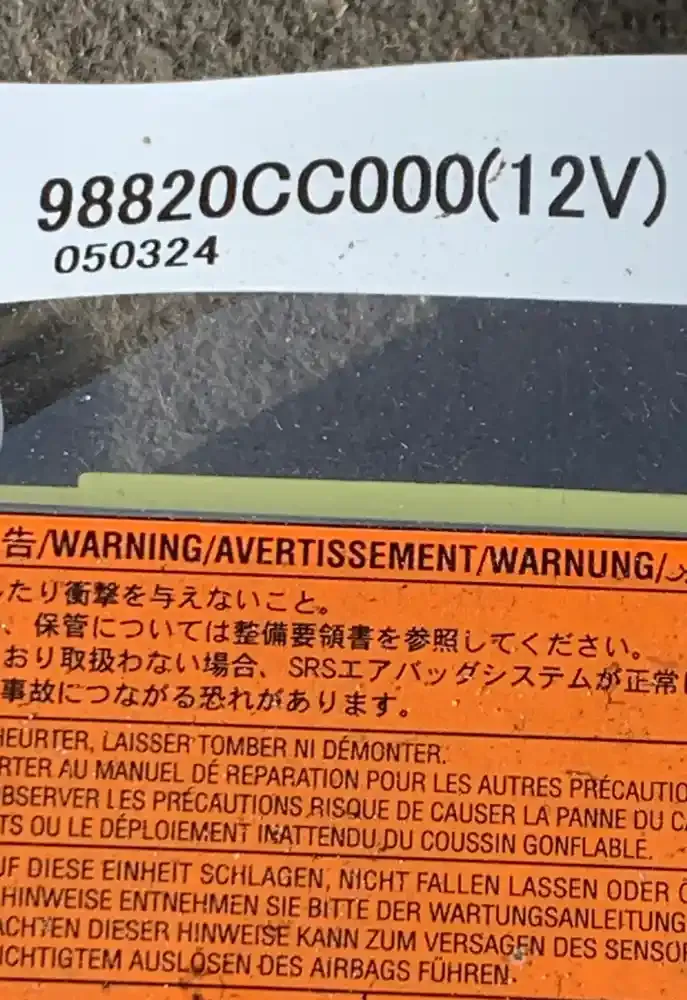 98820CC000(12V)
050324
告/WARNING/AVERTISSEMENT/WARNUNG/
たり衝撃を与えないこと。
、保管については整備要領書を参照してください。
おり取扱わない場合、SRSエアバッグシステムが正常に
事故につながる恐れがあります。
HEURTER, LAISSER TOMBER NI DÉMONTER.
RTER AU MANUEL DÉ REPARATION POUR LES AUTRES PRÉCAUTIO
OBSERVER LES PRÉCAUTIONS RISQUE DE CAUSER LA PANNE DU C
TS OU LE DÉPLOIEMENT INATTENDU DU COUSSIN GONFLABLE.
UF DIESE EINHEIT SCHLAGEN, NICHT FALLEN LASSEN ODER
HINWEISE ENTNEHMEN SIE BITTE DER WARTUNGSANLEITUNG
ACHTEN DIESER HINWEISE KANN ZUM VERSAGEN DES SENSO
ICHTIGTEM AUSLÖSEN DES AIRBAGS FÜHREN.